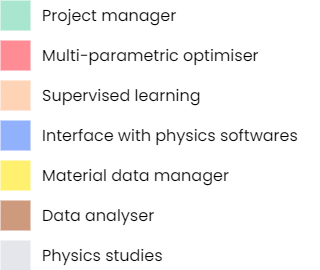 Project manager
Multi-parametric optimiser
Supervised learning
Interface with physics softwares
Material data manager
Data analyser
Physics studies